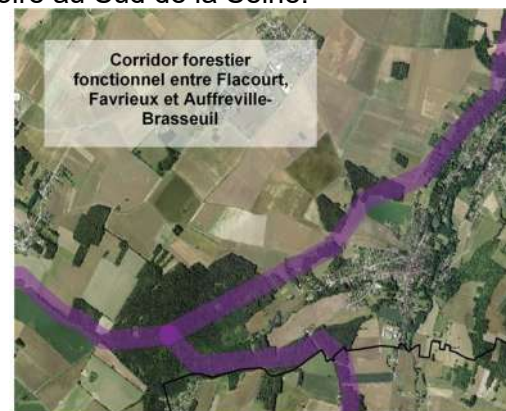 Corridor forestier
fonctionnel entre Flacourt,
Favrieux et Auffreville-
Brasseuil